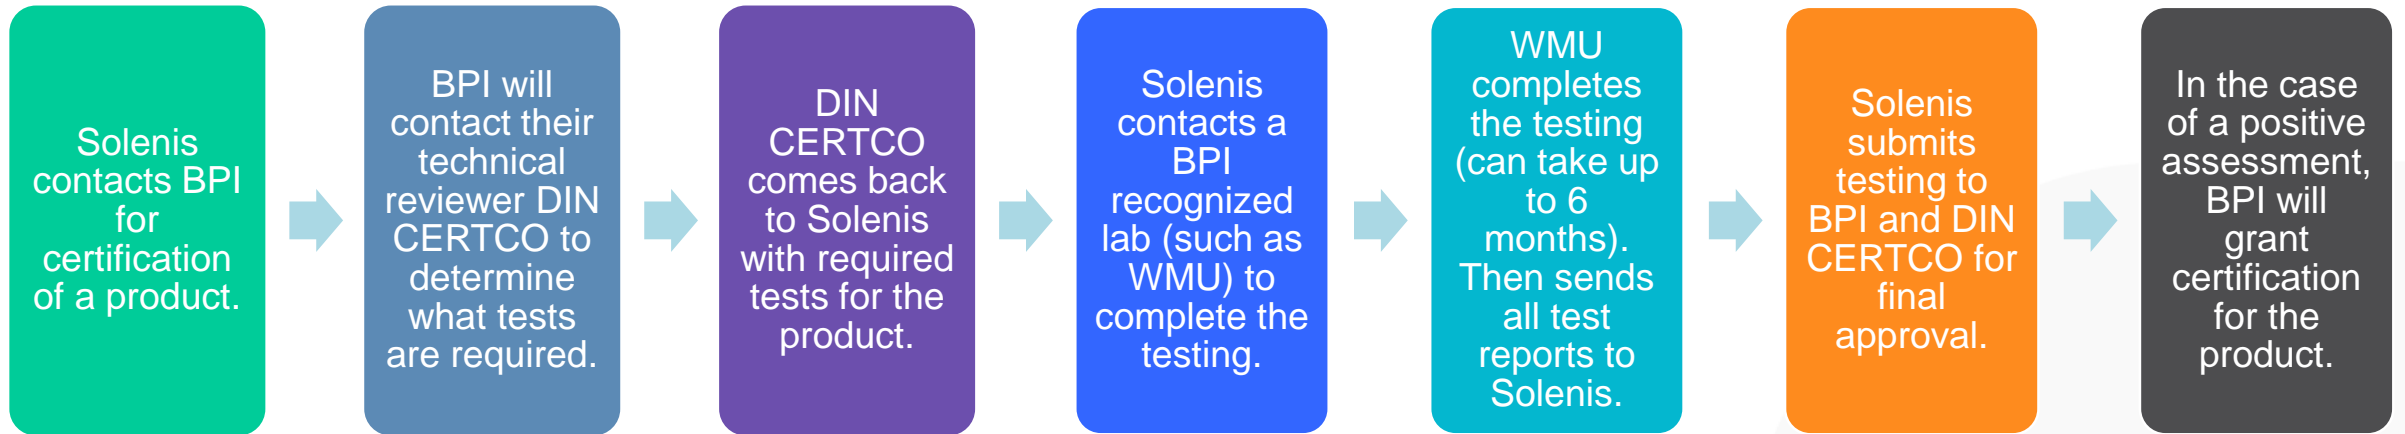 Solenis
contacts BPI
for
certification
of a product.
BPI will
contact their
technical
reviewer DIN
CERTCO to
determine
what tests
are required.
DIN
CERTCO
comes back
to Solenis
with required
tests for the
product.
Solenis
contacts a
BPI
recognized
lab (such as
WMU) to
complete the
testing.
WMU
completes
the testing
(can take up
to 6
months).
Then sends
all test
reports to
Solenis.
Solenis
submits
testing to
BPI and DIN
CERTCO for
final
approval.
In the case
of a positive
assessment,
BPI will
grant
certification
for the
product.